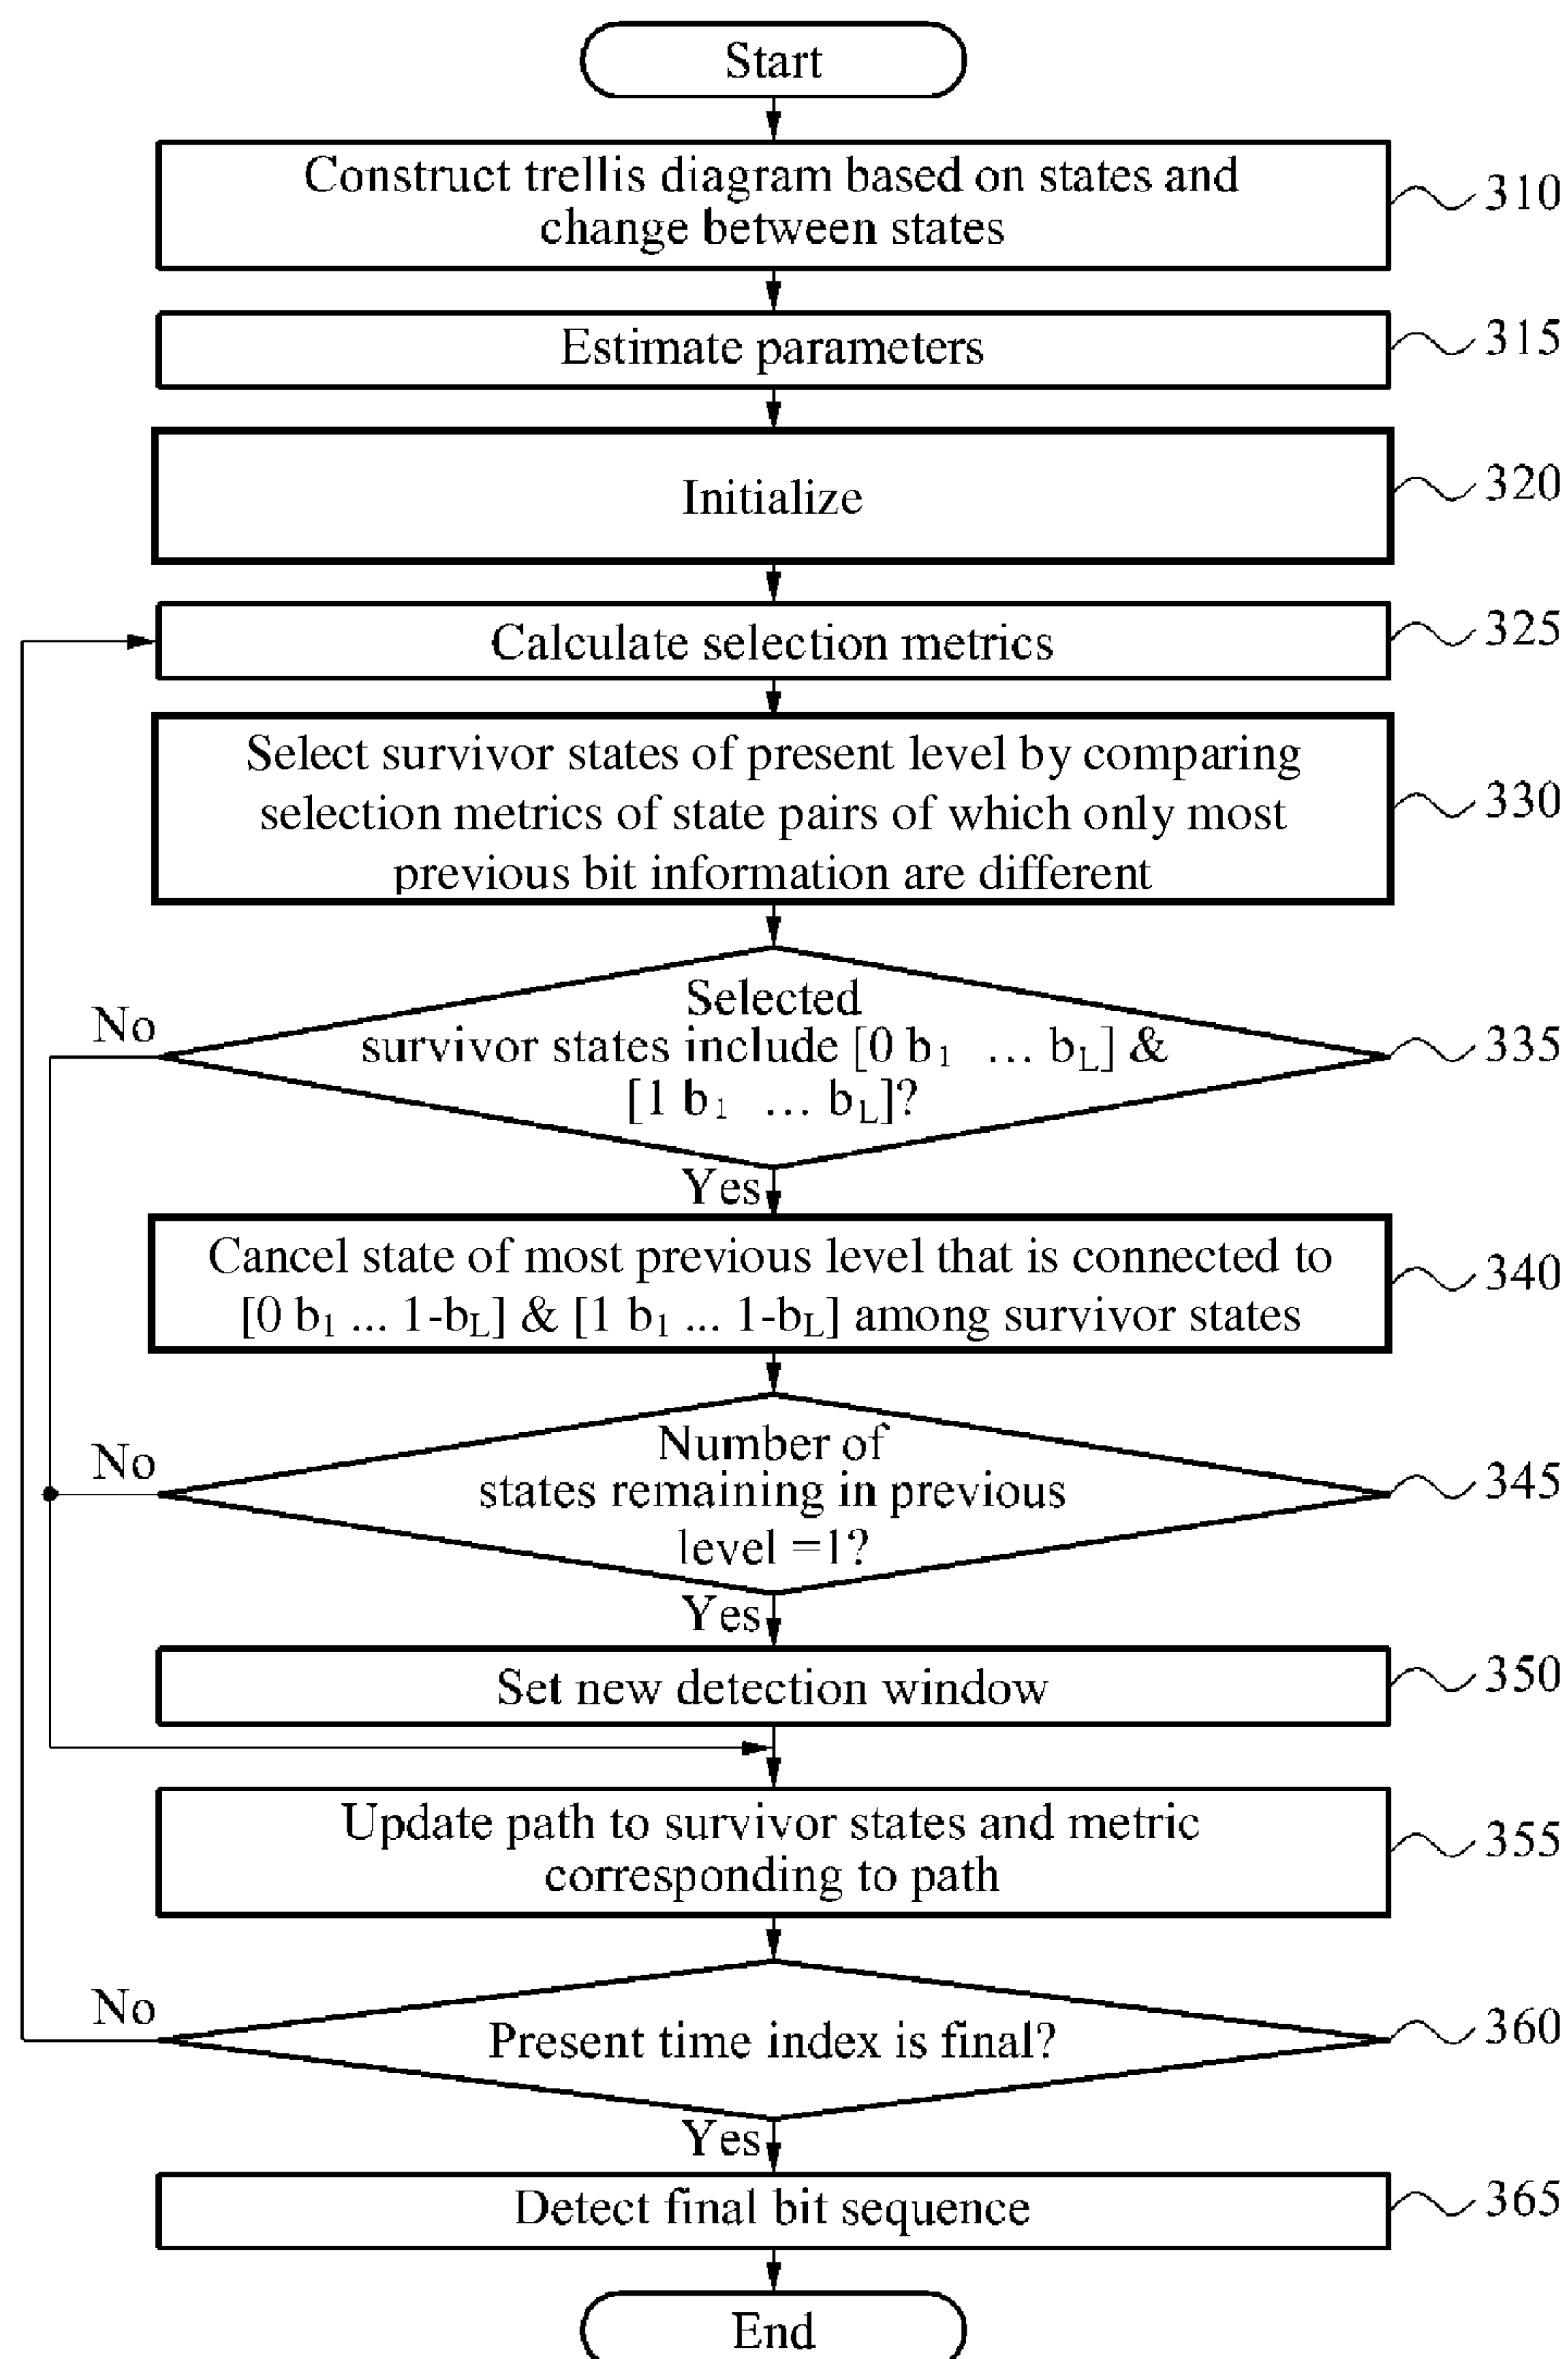 Start
Construct trellis diagram based on states and
change between states
310
Estimate parameters
315
Initialize
320
Calculate selection metrics
325
Select survivor states of present level by comparing
selection metrics of state pairs of which only most
previous bit information are different
330
Selected
survivor states include [0 b₁ … b_L] &
[1 b₁ … b_L]?
335
No
Yes
Cancel state of most previous level that is connected to
[0 b₁ ... 1-b_L] & [1 b₁ ... 1-b_L] among survivor states
340
Number of
states remaining in previous
level =1?
345
No
Yes
Set new detection window
350
Update path to survivor states and metric
corresponding to path
355
Present time index is final?
360
No
Yes
Detect final bit sequence
365
End